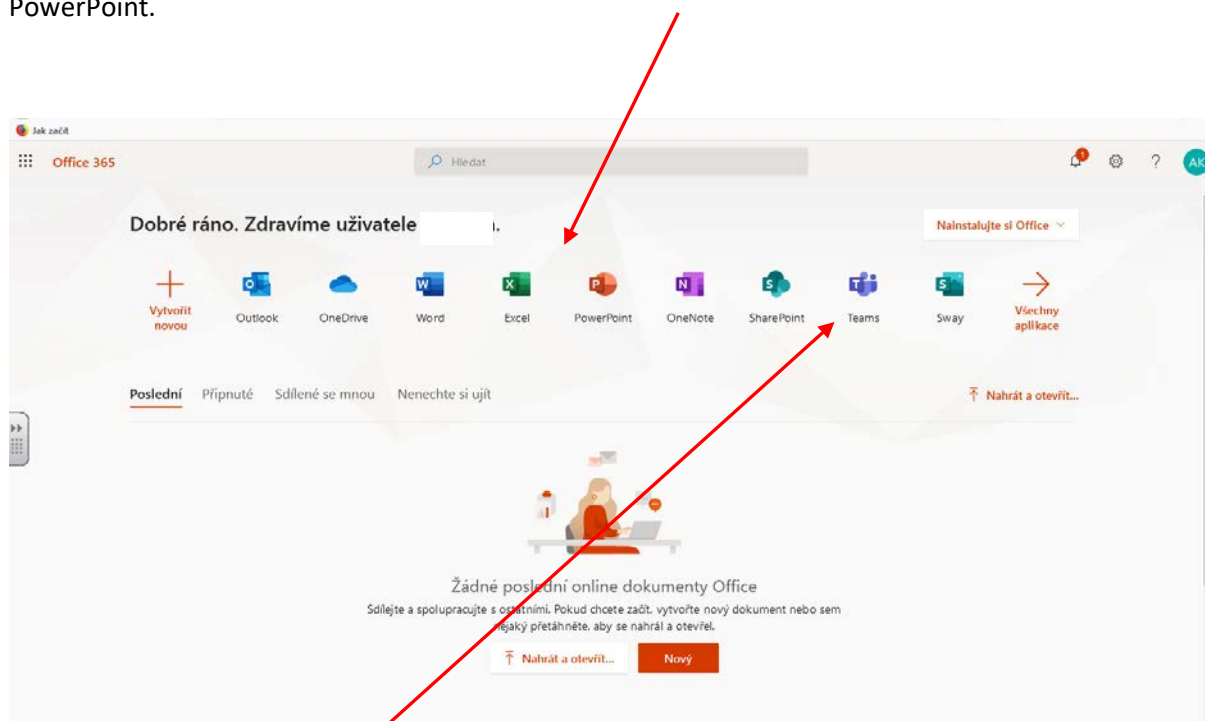 PowerPoint.
Jak začít
Office 365
Hledat
1
?
AK
Dobré ráno. Zdravíme uživatele .
Nainstalujte si Office
Vytvořit
novou
Outlook
OneDrive
Word
Excel
PowerPoint
OneNote
SharePoint
Teams
Sway
Všechny
aplikace
Poslední Připnuté Sdílené se mnou Nenechte si ujít
Nahrát a otevřít...
Žádné poslední online dokumenty Office
Sdílejte a spolupracujte s ostatními. Pokud chcete začít, vytvořte nový dokument nebo sem
nějaký přetáhněte, aby se nahrál a otevřel.
Nahrát a otevřít...
Nový